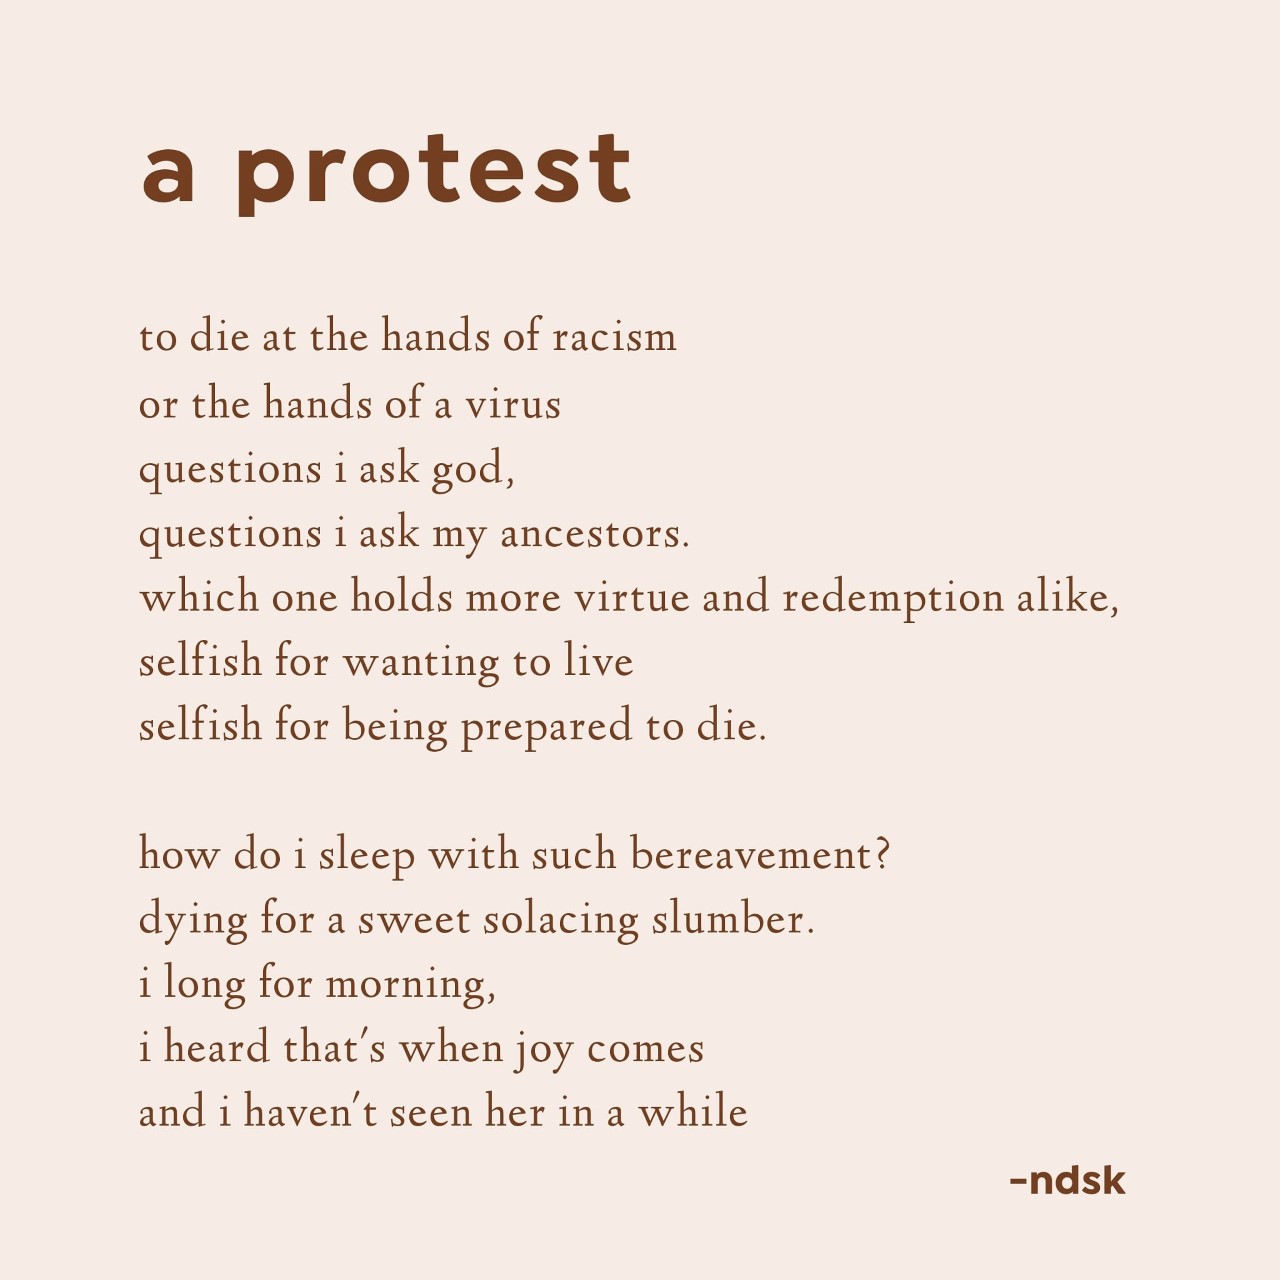 a protest
to die at the hands of racism
or the hands of a virus
questions i ask god,
questions i ask my ancestors.
which one holds more virtue and redemption alike,
selfish for wanting to live
selfish for being prepared to die.
how do i sleep with such bereavement?
dying for a sweet solacing slumber.
i long for morning,
i heard that's when joy comes
and i haven't seen her in a while
-ndsk